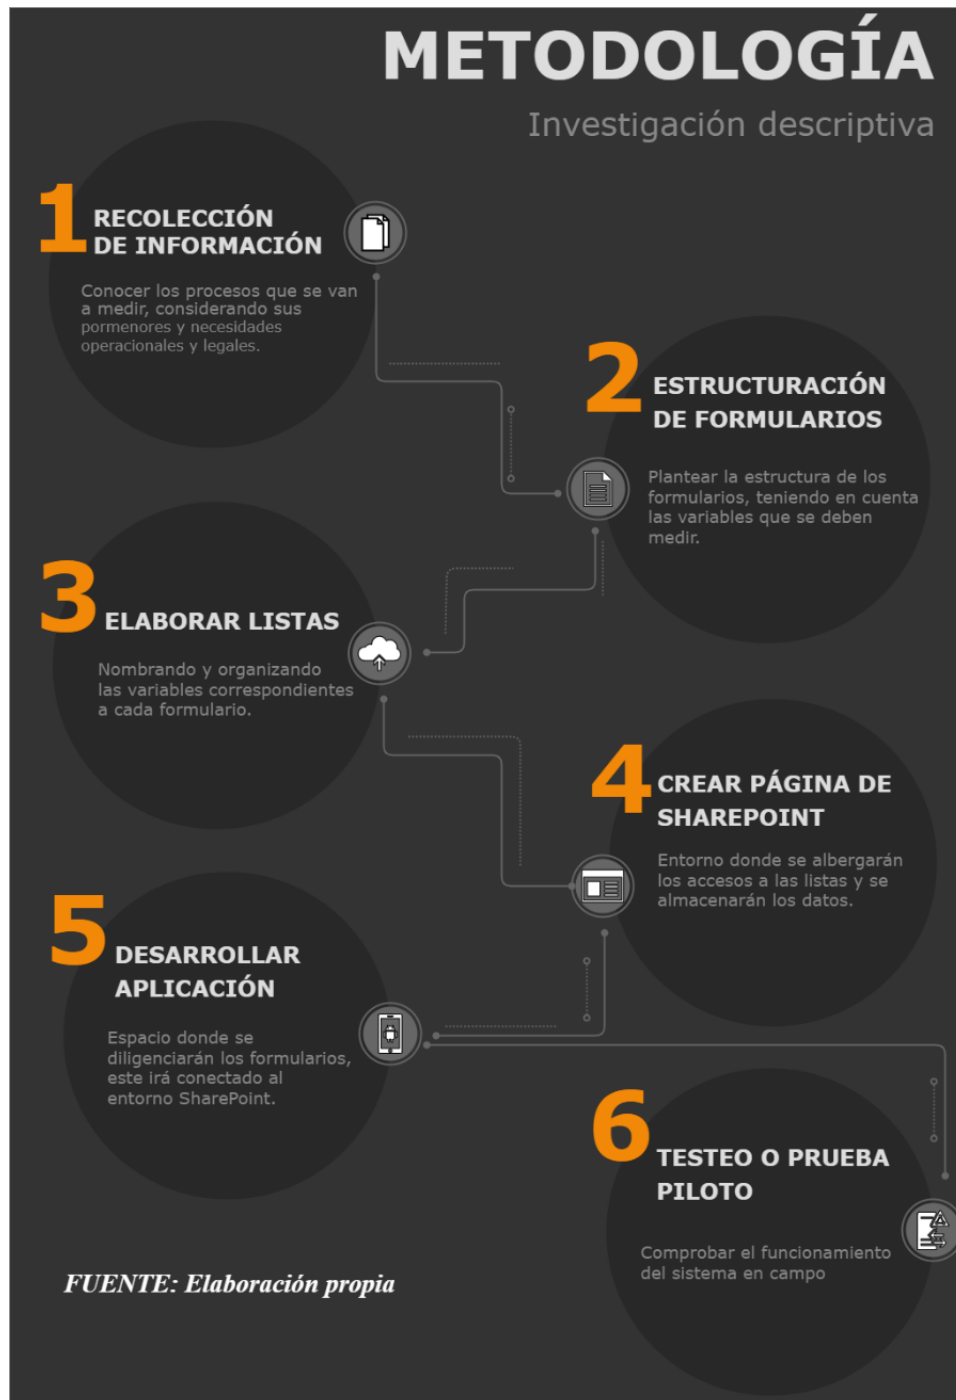 METODOLOGÍA
Investigación descriptiva
1
RECOLECCIÓN
DE INFORMACIÓN
Conocer los procesos que se van
a medir, considerando sus
pormenores y necesidades
operacionales y legales.
2
ESTRUCTURACIÓN
DE FORMULARIOS
Plantear la estructura de los
formularios, teniendo en cuenta
las variables que se deben
medir.
3
ELABORAR LISTAS
Nombrando y organizando
las variables correspondientes
a cada formulario.
4
CREAR PÁGINA DE
SHAREPOINT
Entorno donde se albergarán
los accesos a las listas y se
almacenarán los datos.
5
DESARROLLAR
APLICACIÓN
Espacio donde se
diligenciarán los formularios,
este irá conectado al
entorno SharePoint.
6
TESTEO O PRUEBA
PILOTO
Comprobar el funcionamiento
del sistema en campo
FUENTE: Elaboración propia